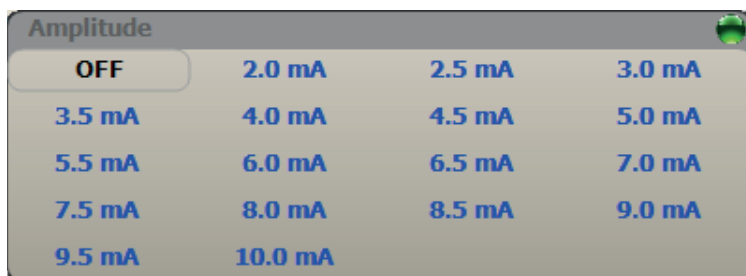 Amplitude
OFF 2.0 mA 2.5 mA 3.0 mA
3.5 mA 4.0 mA 4.5 mA 5.0 mA
5.5 mA 6.0 mA 6.5 mA 7.0 mA
7.5 mA 8.0 mA 8.5 mA 9.0 mA
9.5 mA 10.0 mA